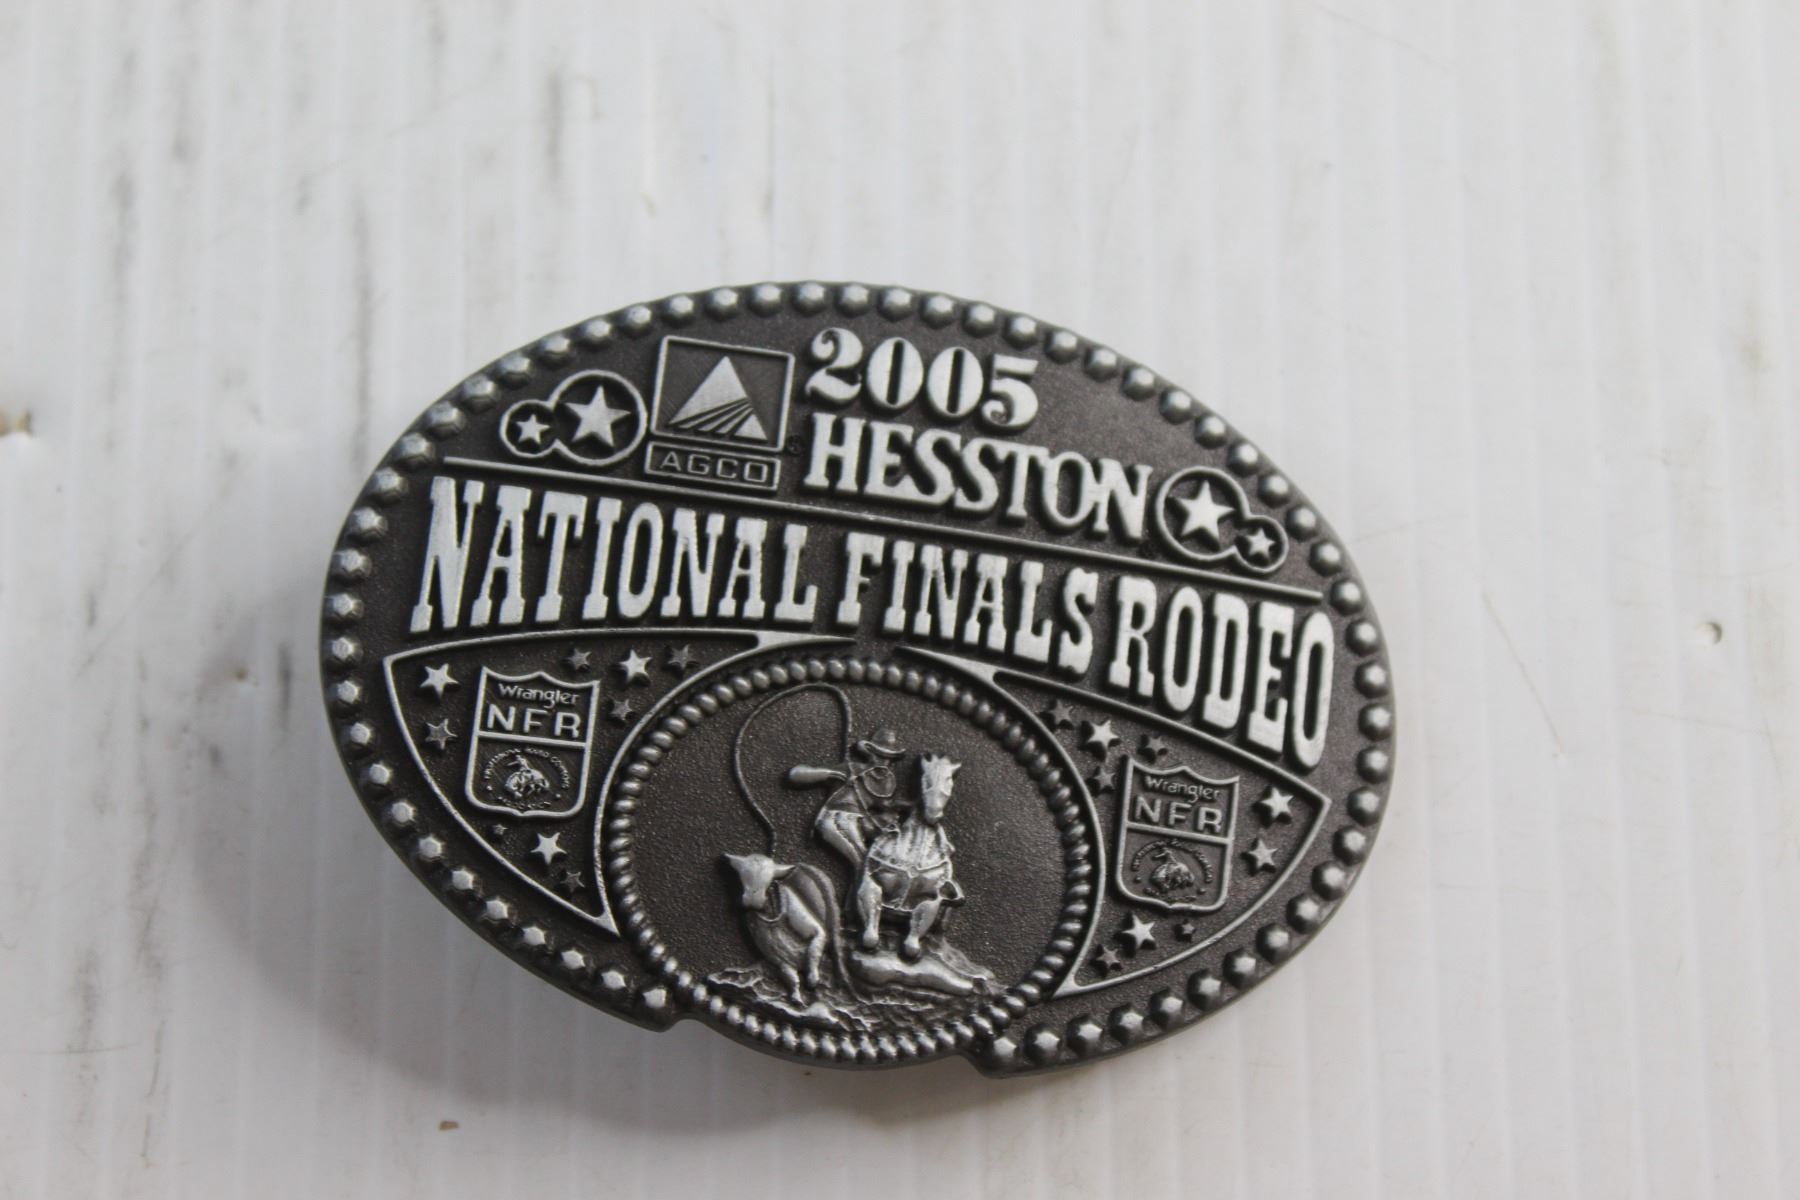 2005
HESSTON
AGCO
®
NATIONAL FINALS RODEO
Wrangler
NFR
Wrangler
NFR